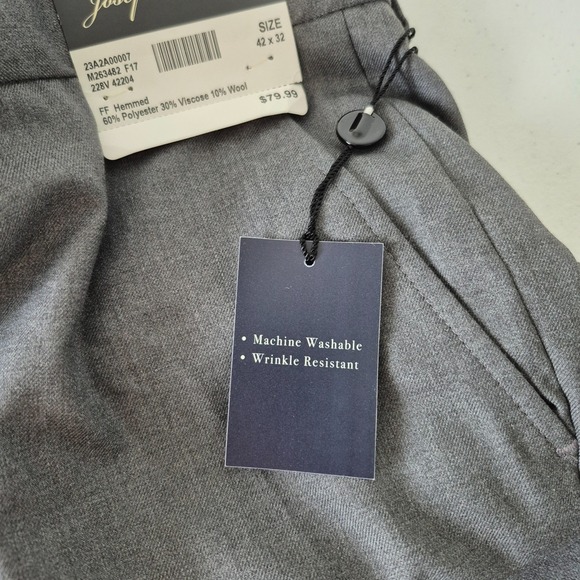 23A2A00007
M263482 F17
228V 42204
FF Hemmed
60% Polyester 30% Viscose 10% Wool
SIZE
42 x 32
$79.99
• Machine Washable
• Wrinkle Resistant